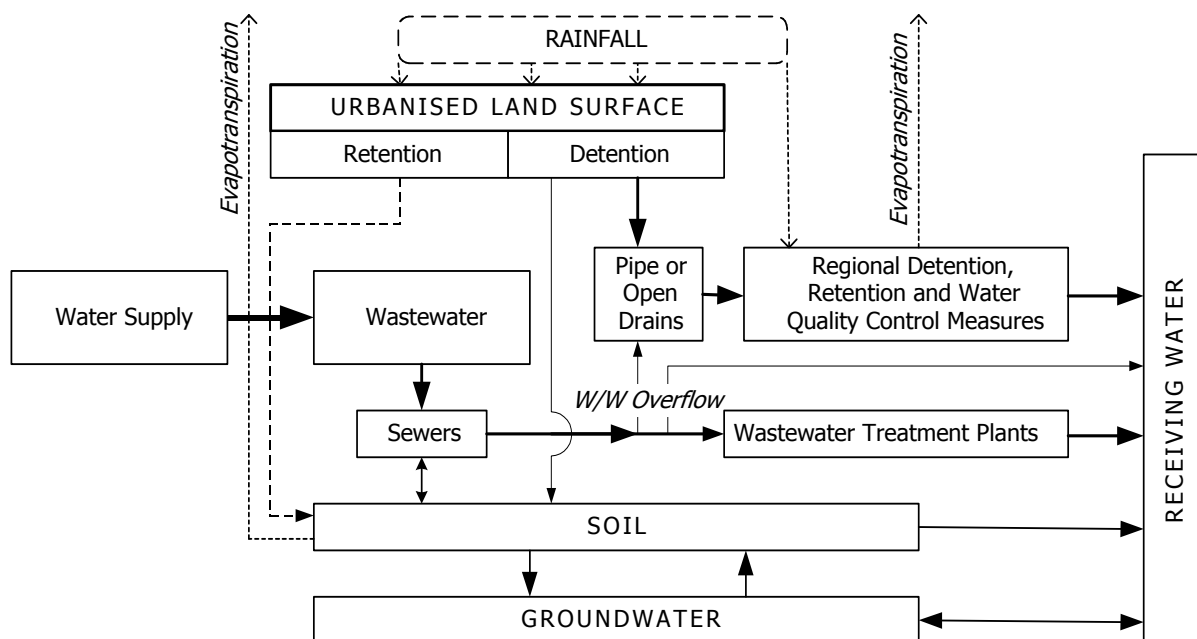 RAINFALL
Evapotranspiration
Evapotranspiration
URBANISED LAND SURFACE
Retention
Detention
Water Supply
Wastewater
Pipe or
Open
Drains
Regional Detention,
Retention and Water
Quality Control Measures
RECEIVING WATER
W/W Overflow
Sewers
Wastewater Treatment Plants
SOIL
GROUNDWATER